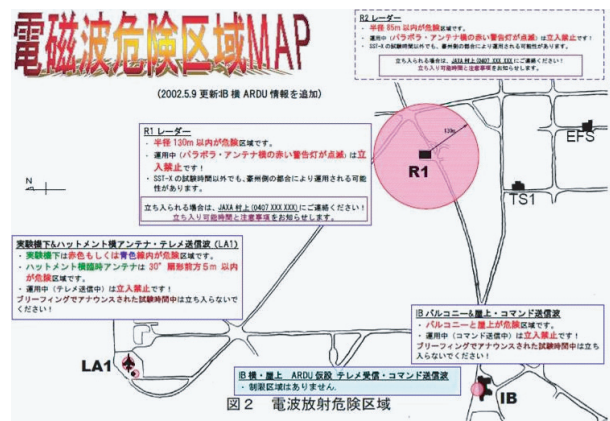 電磁波危険区域MAP
(2002.5.9 更新:IB 横 ARDU 情報を追加)
R2 レーダー
・ 半径 65m 以内が危険区域です。
・ 運用中(パラボラ・アンテナ横の赤い警告灯が点滅)は立入禁止です!
・ SST-X の試験時間以外でも、豪州側の都合により運用される可能性があります。
立ち入られる場合は、JAXA 村上(0407 XXX XXX)にご連絡ください!
立ち入り可能時間と注意事項をお知らせします。
R1 レーダー
・ 半径 130m 以内が危険区域です。
・ 運用中(パラボラ・アンテナ横の赤い警告灯が点滅)は立
入禁止です!
・ SST-X の試験時間以外でも、豪州側の都合により運用される可能
性があります。
立ち入られる場合は、JAXA 村上(0407 XXX XXX)にご連絡ください!
立ち入り可能時間と注意事項をお知らせします。
130m
R1
EFS
TS1
N
実験機下&ハットメント横アンテナ・テレメ送信波(LA1)
・ 実験機下は赤色もしくは青色線内が危険区域です。
・ ハットメント横臨時アンテナは 30° 扇形前方5m 以内
が危険区域です。
・ 運用中(テレメ送信中)は立入禁止です!
ブリーフィングでアナウンスされた試験時間中は立ち入らないで
ください!
IB バルコニー&屋上・コマンド送信波
・ バルコニーと屋上が危険区域です。
・ 運用中(コマンド送信中)は立入禁止です!
ブリーフィングでアナウンスされた試験時間中は立ち
入らないでください!
LA1
IB 横・屋上 ARDU 仮設 テレメ受信・コマンド送信波
・ 制限区域はありません.
IB
図2 電波放射危険区域